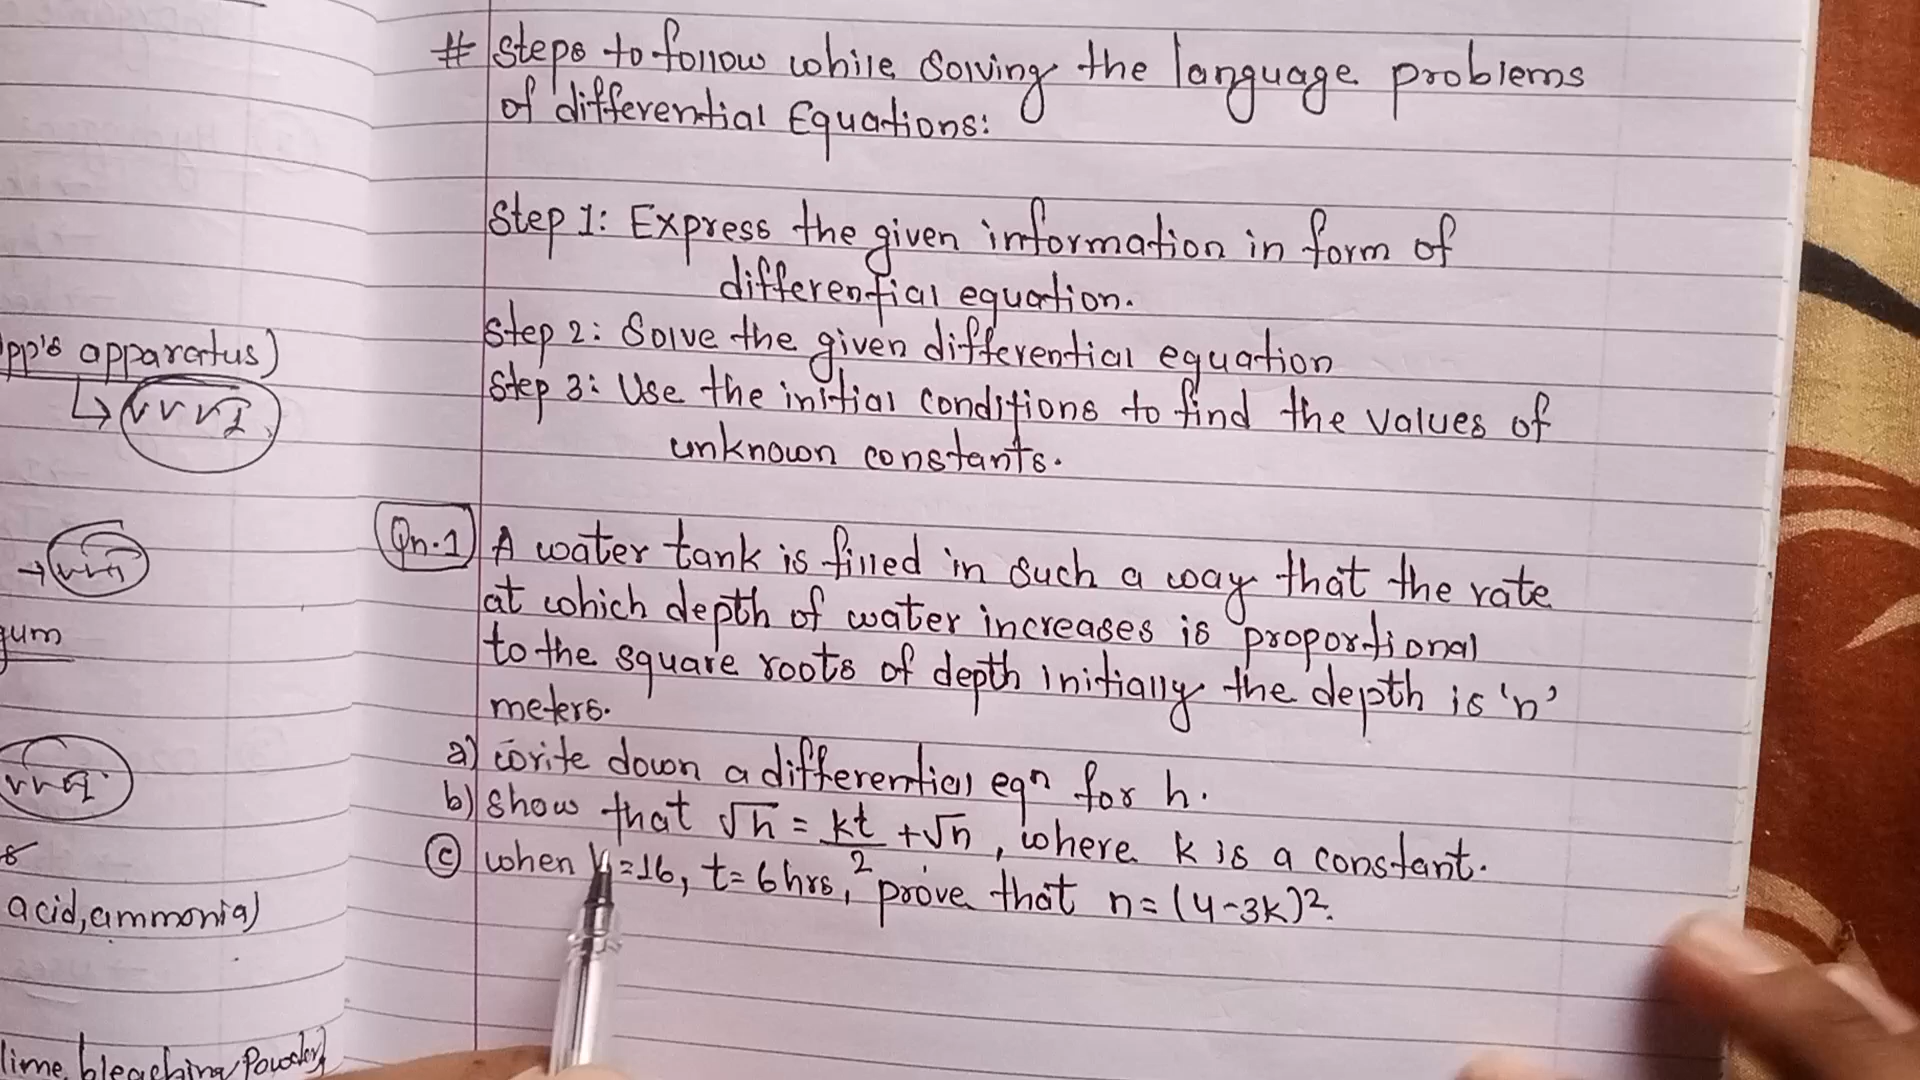 # Steps to follow while solving the language problems
of differential Equations:
Step 1: Express the given information in form of
differential equation.
Step 2: Solve the given differential equation
Step 3: Use the initial conditions to find the values of
unknown constants.
pp's apparatus)
Qn.1 A water tank is filled in such a way that the rate
at which depth of water increases is proportional
to the square roots of depth initially the depth is 'n'
meters.
a) write down a differential eqn for h.
b) Show that √h = kt/2 + √n, where k is a constant.
c) when =16, t=6hrs, prove that n=(4-3k)².
gum
acid, ammonia)
lime, bleaching Powder)